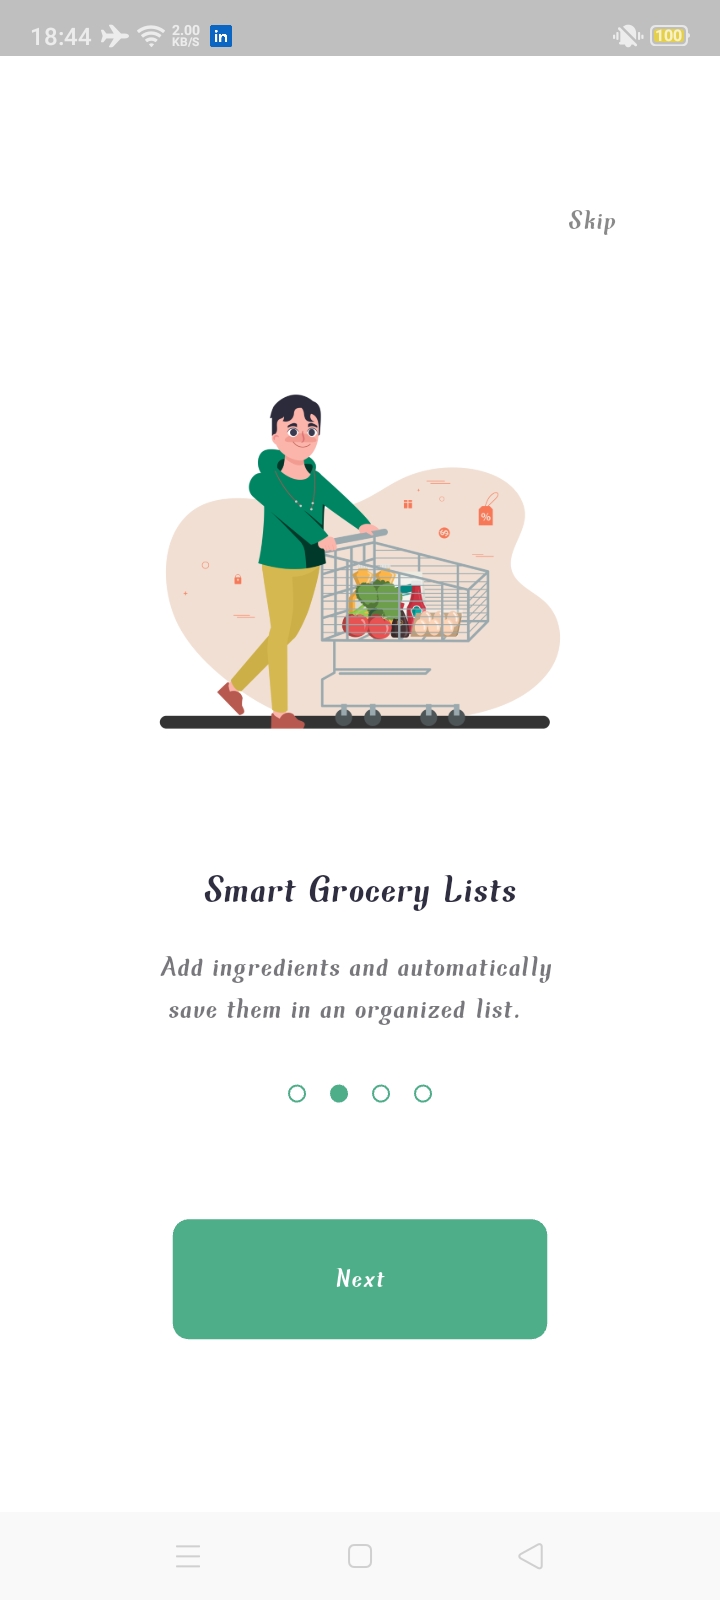 18:44 2.00 KB/S in 100
Skip
%
Smart Grocery Lists
Add ingredients and automatically
save them in an organized list.
Next